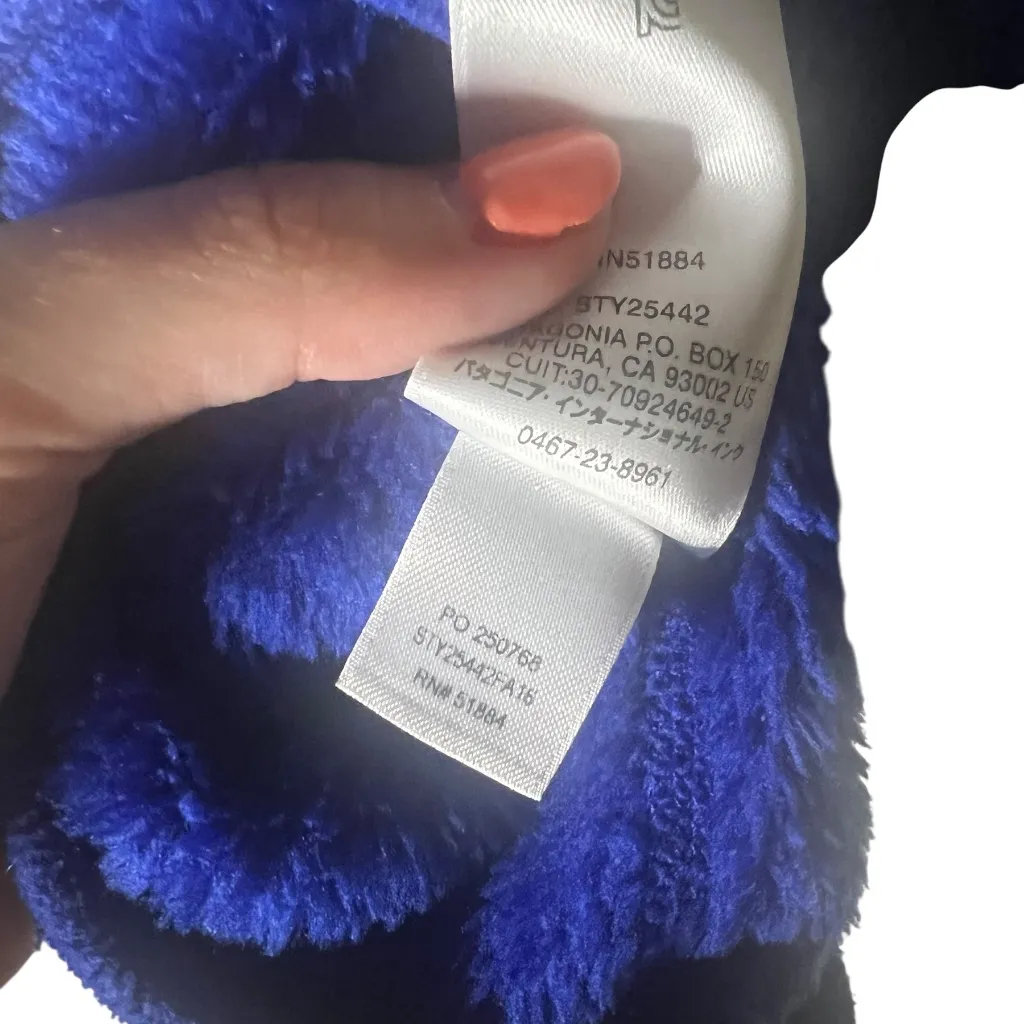 N51884
STY25442
AGONIA P.O. BOX 150
ENTURA, CA 93002 US
CUIT:30-70924649-2
パタゴニア・インターナショナル・インク
0467-23-8961
PO 250768
STY25442FA16
RN# 51884